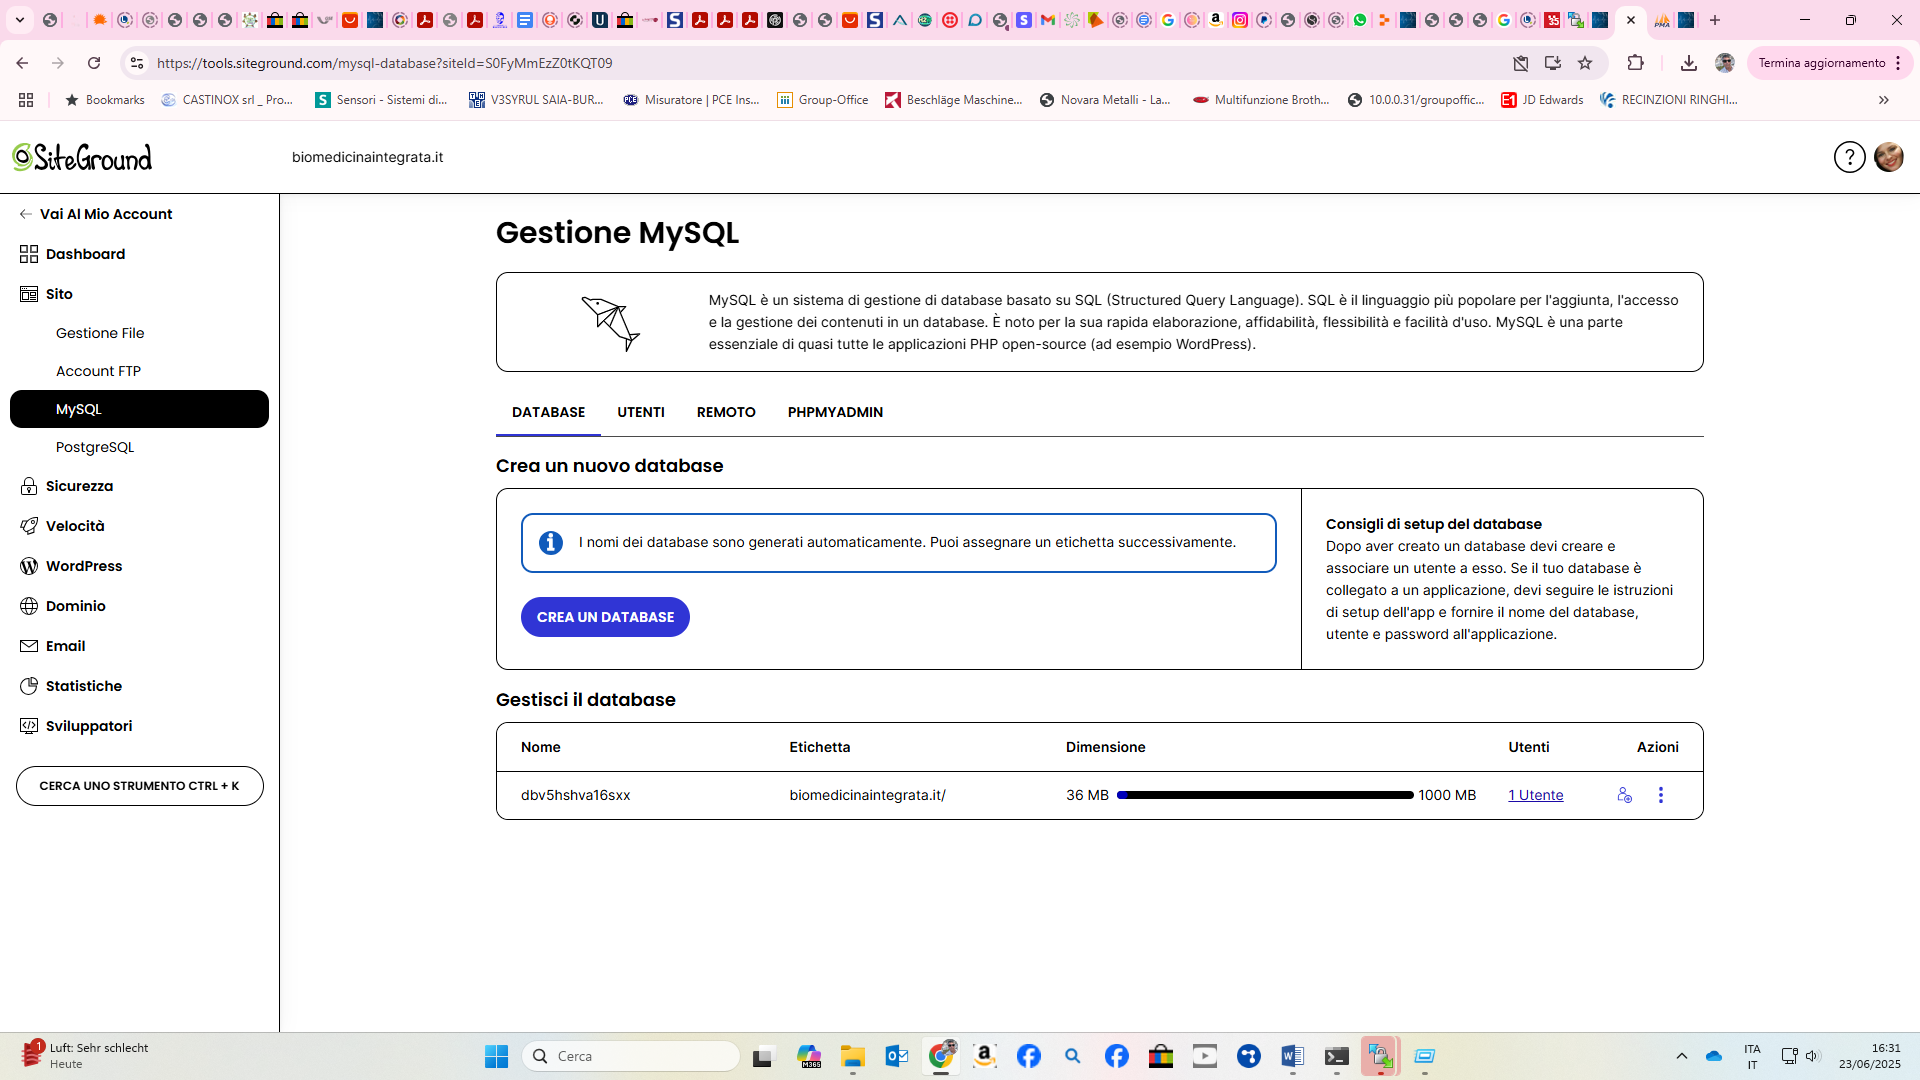 https://tools.siteground.com/mysql-database?siteId=S0FyMmEzZ0tKQT09
Termina aggiornamento
Bookmarks
CASTINOX srl _ Pro...
Sensori - Sistemi di...
V3SYRUL SAIA-BUR...
Misuratore | PCE Ins...
Group-Office
Beschläge Maschine...
Novara Metalli - La...
Multifunzione Broth...
10.0.0.31/groupoffic...
JD Edwards
RECINZIONI RINGHI...
SiteGround
biomedicinaintegrata.it
Vai Al Mio Account
Dashboard
Sito
Gestione File
Account FTP
MySQL
PostgreSQL
Sicurezza
Velocità
WordPress
Dominio
Email
Statistiche
Sviluppatori
CERCA UNO STRUMENTO CTRL + K
Gestione MySQL
MySQL è un sistema di gestione di database basato su SQL (Structured Query Language). SQL è il linguaggio più popolare per l'aggiunta, l'accesso
e la gestione dei contenuti in un database. È noto per la sua rapida elaborazione, affidabilità, flessibilità e facilità d'uso. MySQL è una parte
essenziale di quasi tutte le applicazioni PHP open-source (ad esempio WordPress).
DATABASE UTENTI REMOTO PHPMYADMIN
Crea un nuovo database
I nomi dei database sono generati automaticamente. Puoi assegnare un etichetta successivamente.
CREA UN DATABASE
Consigli di setup del database
Dopo aver creato un database devi creare e
associare un utente a esso. Se il tuo database è
collegato a un applicazione, devi seguire le istruzioni
di setup dell'app e fornire il nome del database,
utente e password all'applicazione.
Gestisci il database
Nome Etichetta Dimensione Utenti Azioni
dbv5hshva16sxx biomedicinaintegrata.it/ 36 MB 1000 MB 1 Utente
1
Luft: Sehr schlecht
Heute
Cerca
ITA
IT
16:31
23/06/2025